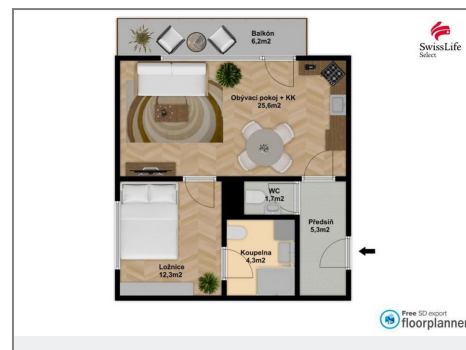 SwissLife
Select
Balkón
6,2m2
Obývací pokoj + KK
25,6m2
WC
1,7m2
Předsíň
5,3m2
Koupelna
4,3m2
Ložnice
12,3m2
Free SD export
floorplanner